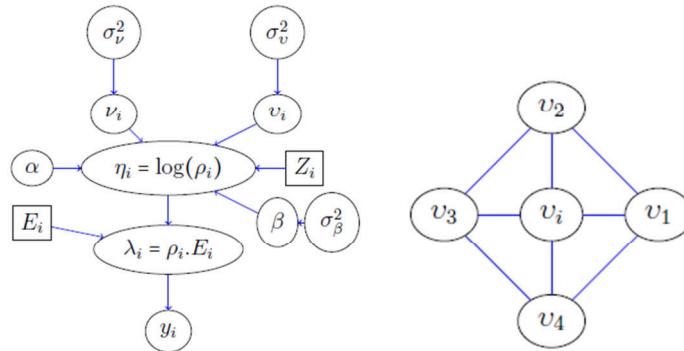 σ²_ν
σ²_υ
ν_i
υ_i
α
η_i = log(ρ_i)
Z_i
E_i
β
σ²_β
λ_i = ρ_i.E_i
y_i
υ_2
υ_3
υ_i
υ_1
υ_4